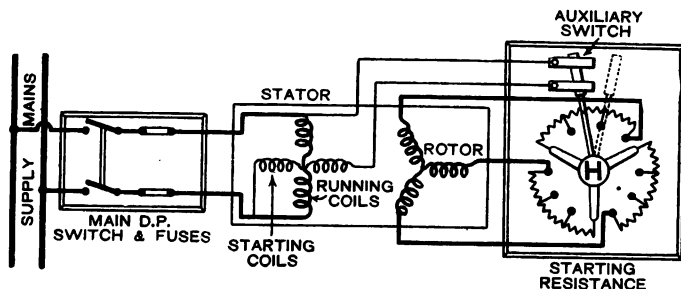 AUXILIARY
SWITCH
SUPPLY MAINS
STATOR
ROTOR
H
RUNNING
COILS
MAIN D.P.
SWITCH & FUSES
STARTING
COILS
STARTING
RESISTANCE